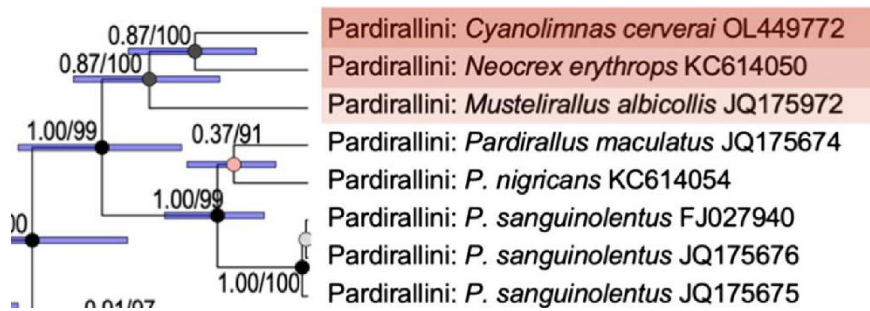 0.87/100
Pardirallini: Cyanolimnas cerverai OL449772
0.87/100
Pardirallini: Neocrex erythrops KC614050
Pardirallini: Mustelirallus albicollis JQ175972
1.00/99
0.37/91
Pardirallini: Pardirallus maculatus JQ175674
Pardirallini: P. nigricans KC614054
1.00/99
Pardirallini: P. sanguinolentus FJ027940
Pardirallini: P. sanguinolentus JQ175676
1.00/100
Pardirallini: P. sanguinolentus JQ175675